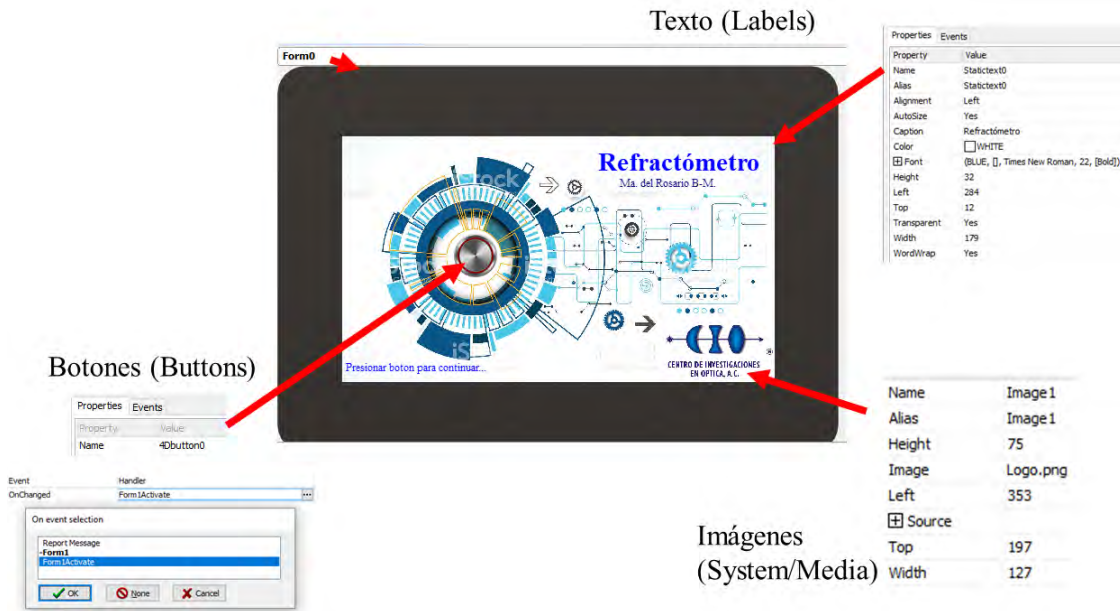 Texto (Labels)
Form0
Properties Events
Property Value
Name Statictext0
Alias Statictext0
Alignment Left
AutoSize Yes
Caption Refractómetro
Color WHITE
Font (BLUE, [], Times New Roman, 22, [Bold])
Height 32
Left 284
Top 12
Transparent Yes
Width 179
WordWrap Yes
Refractómetro
Ma. del Rosario B-M.
Presionar boton para continuar...
CENTRO DE INVESTIGACIONES
EN OPTICA, A.C.
®
Botones (Buttons)
Properties Events
Property Value
Name 4Dbutton0
Event Handler
OnChanged Form1Activate ...
On event selection
Report Message
-Form1
Form1Activate
OK None Cancel
Imágenes
(System/Media)
Name Image1
Alias Image1
Height 75
Image Logo.png
Left 353
Source
Top 197
Width 127